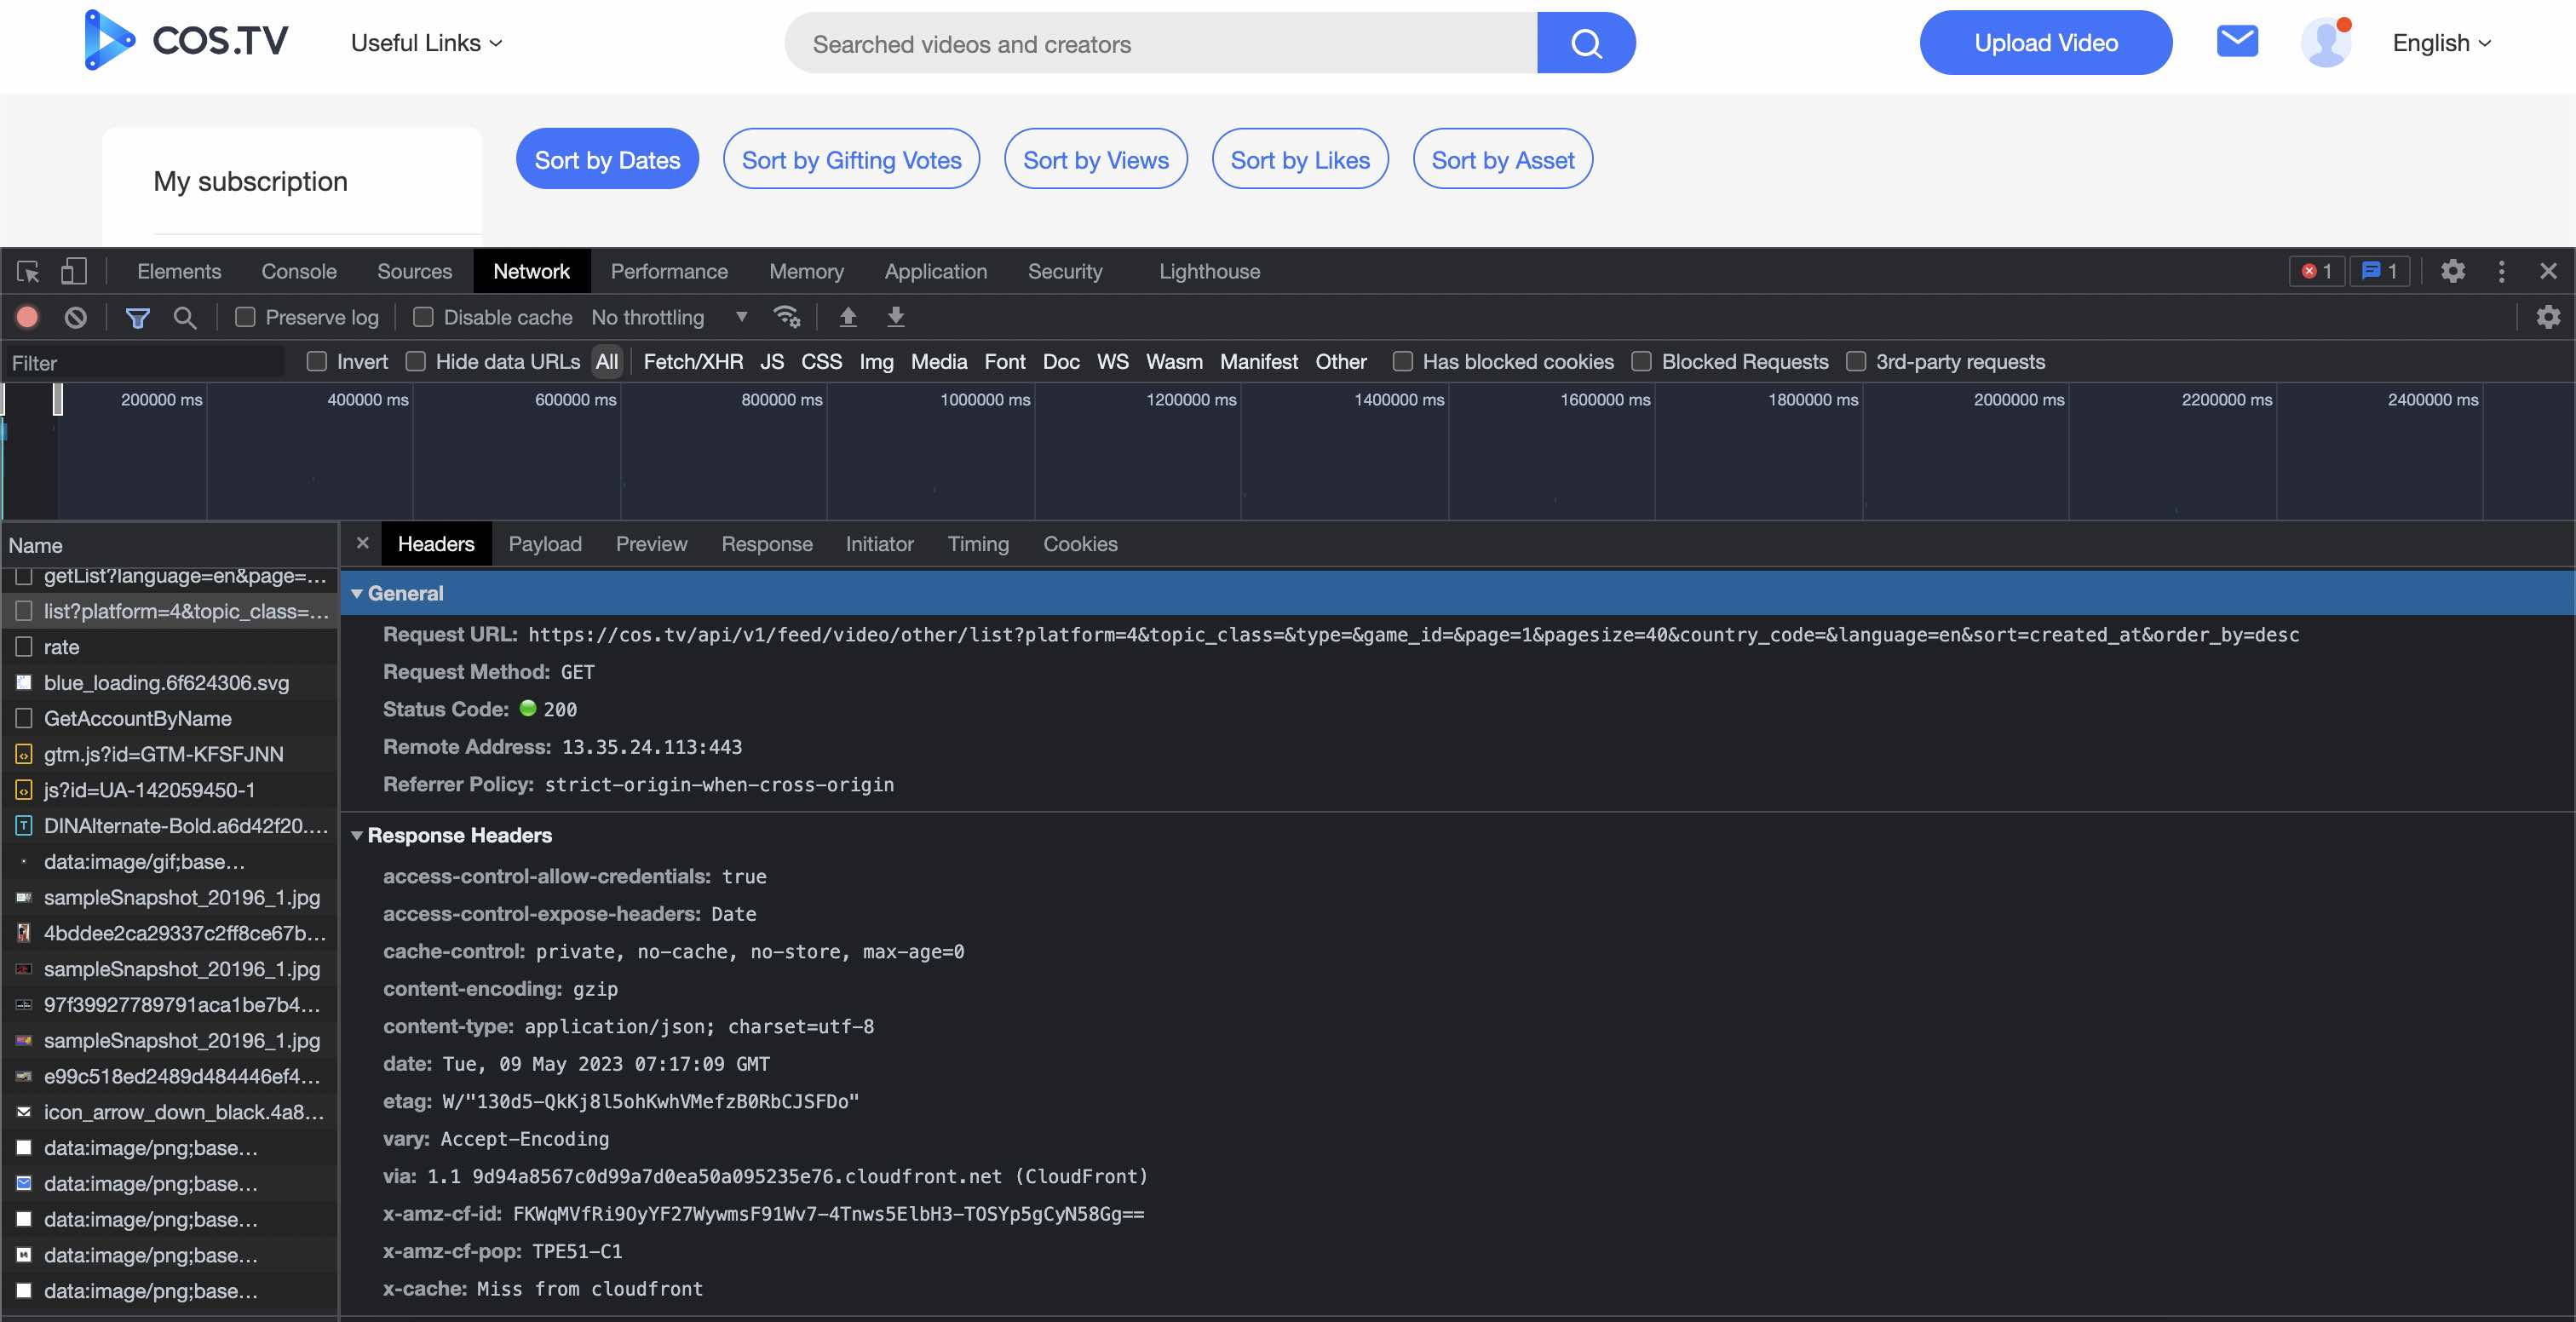 COS.TV Useful Links Searched videos and creators Upload Video English
My subscription Sort by Dates Sort by Gifting Votes Sort by Views Sort by Likes Sort by Asset
Elements Console Sources Network Performance Memory Application Security Lighthouse 1 1
Preserve log Disable cache No throttling
Filter Invert Hide data URLs All Fetch/XHR JS CSS Img Media Font Doc WS Wasm Manifest Other Has blocked cookies Blocked Requests 3rd-party requests
200000 ms 400000 ms 600000 ms 800000 ms 1000000 ms 1200000 ms 1400000 ms 1600000 ms 1800000 ms 2000000 ms 2200000 ms 2400000 ms
Name
getList?language=en&page=...
list?platform=4&topic_class=...
rate
blue_loading.6f624306.svg
GetAccountByName
gtm.js?id=GTM-KFSFJNN
js?id=UA-142059450-1
DINAlternate-Bold.a6d42f20....
data:image/gif;base...
sampleSnapshot_20196_1.jpg
4bddee2ca29337c2ff8ce67b...
sampleSnapshot_20196_1.jpg
97f39927789791aca1be7b4...
sampleSnapshot_20196_1.jpg
e99c518ed2489d484446ef4...
icon_arrow_down_black.4a8...
data:image/png;base...
data:image/png;base...
data:image/png;base...
data:image/png;base...
data:image/png;base...
Headers Payload Preview Response Initiator Timing Cookies
General
Request URL: https://cos.tv/api/v1/feed/video/other/list?platform=4&topic_class=&type=&game_id=&page=1&pagesize=40&country_code=&language=en&sort=created_at&order_by=desc
Request Method: GET
Status Code: 200
Remote Address: 13.35.24.113:443
Referrer Policy: strict-origin-when-cross-origin
Response Headers
access-control-allow-credentials: true
access-control-expose-headers: Date
cache-control: private, no-cache, no-store, max-age=0
content-encoding: gzip
content-type: application/json; charset=utf-8
date: Tue, 09 May 2023 07:17:09 GMT
etag: W/"130d5-QkKj8l5ohKwhVMefzB0RbCJSFDo"
vary: Accept-Encoding
via: 1.1 9d94a8567c0d99a7d0ea50a095235e76.cloudfront.net (CloudFront)
x-amz-cf-id: FKWqMVfRi9OyYF27WywmsF91Wv7-4Tnws5ElbH3-TOSYp5gCyN58Gg==
x-amz-cf-pop: TPE51-C1
x-cache: Miss from cloudfront